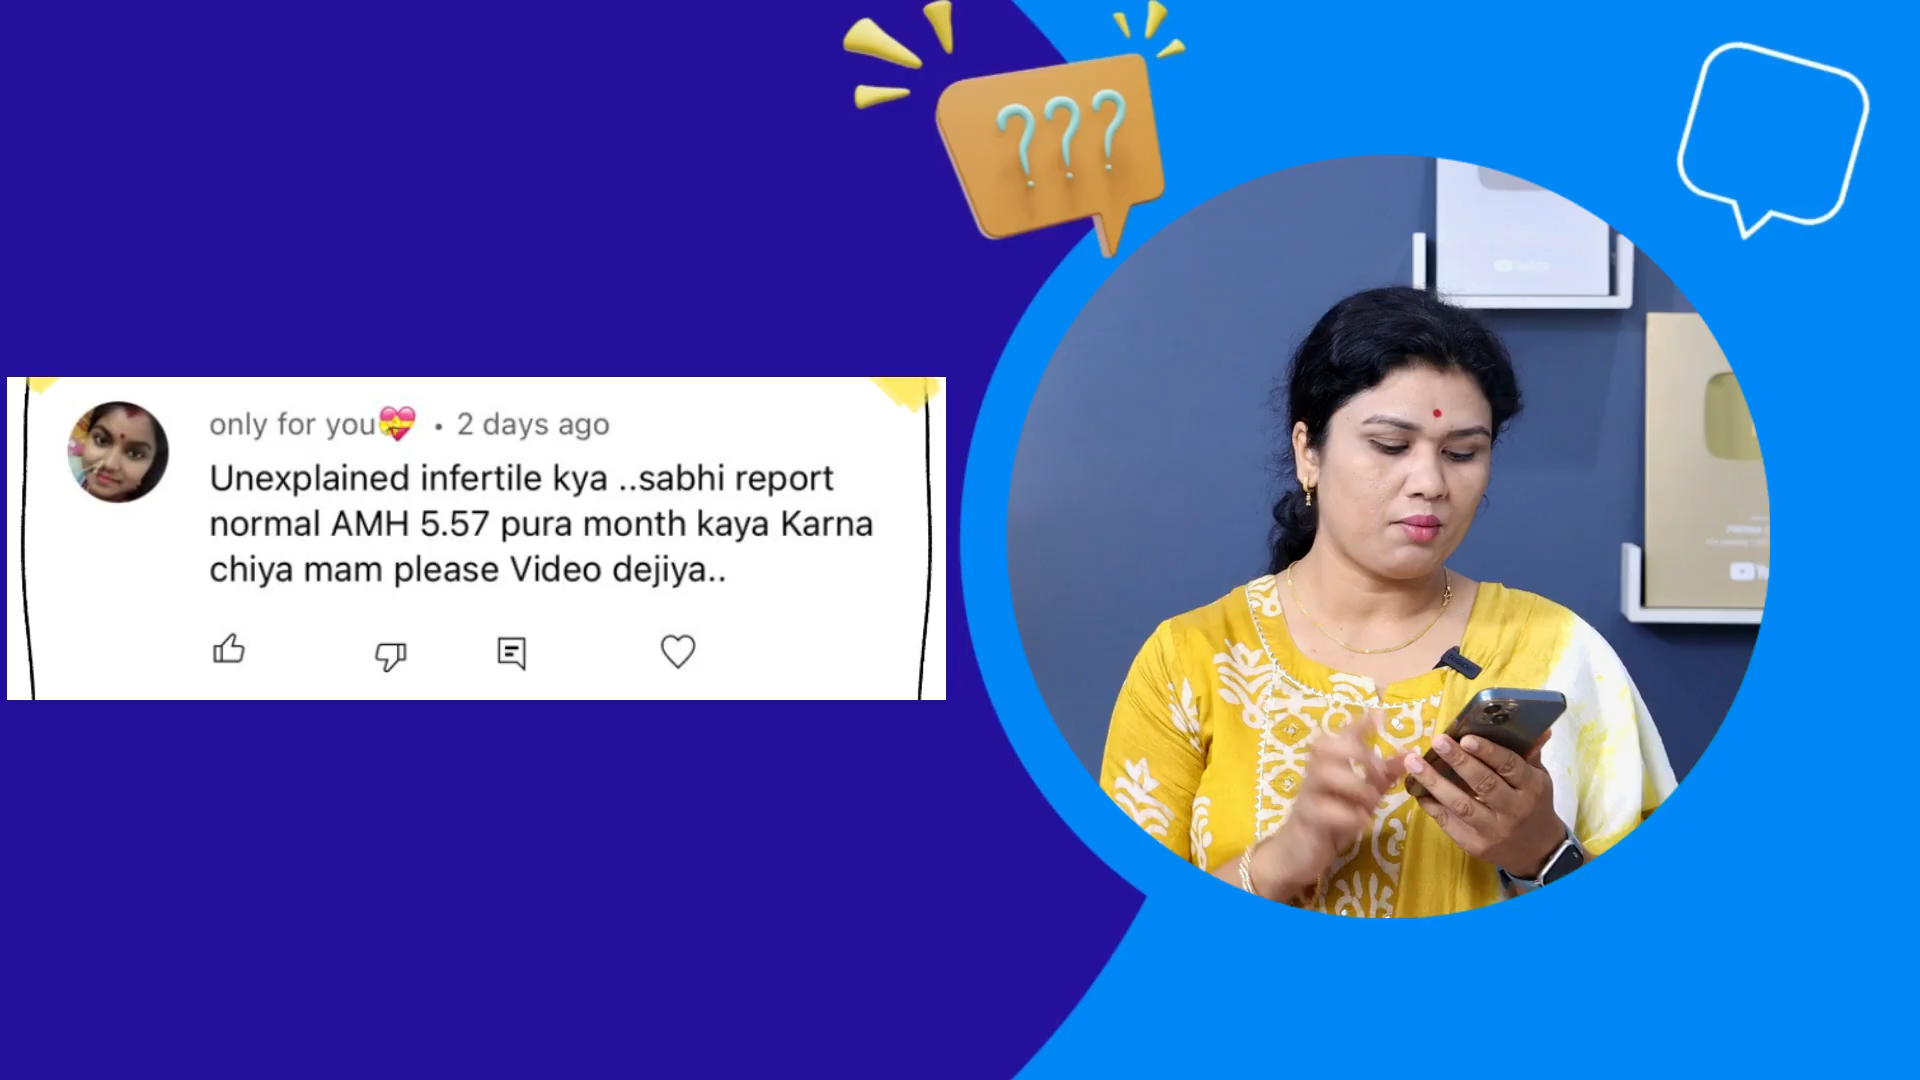 ???
only for you💝 • 2 days ago
Unexplained infertile kya ..sabhi report
normal AMH 5.57 pura month kaya Karna
chiya mam please Video dejiya..